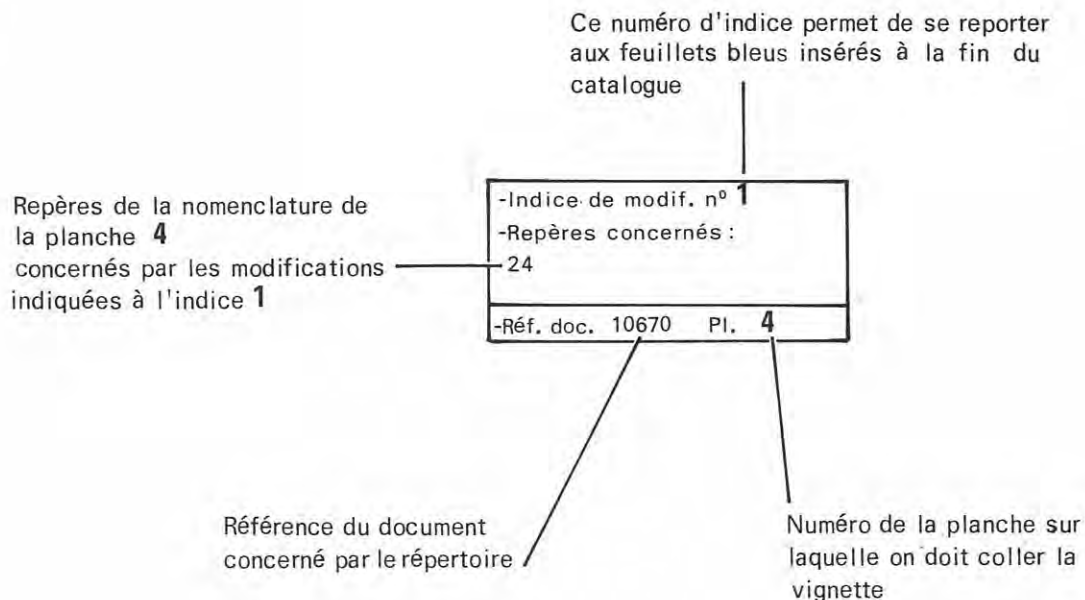 Ce numéro d'indice permet de se reporter
aux feuillets bleus insérés à la fin du
catalogue
Repères de la nomenclature de
la planche 4
concernés par les modifications
indiquées à l'indice 1
-Indice de modif. nº 1
-Repères concernés :
24
-Réf. doc. 10670 Pl. 4
Référence du document
concerné par le répertoire
Numéro de la planche sur
laquelle on doit coller la
vignette